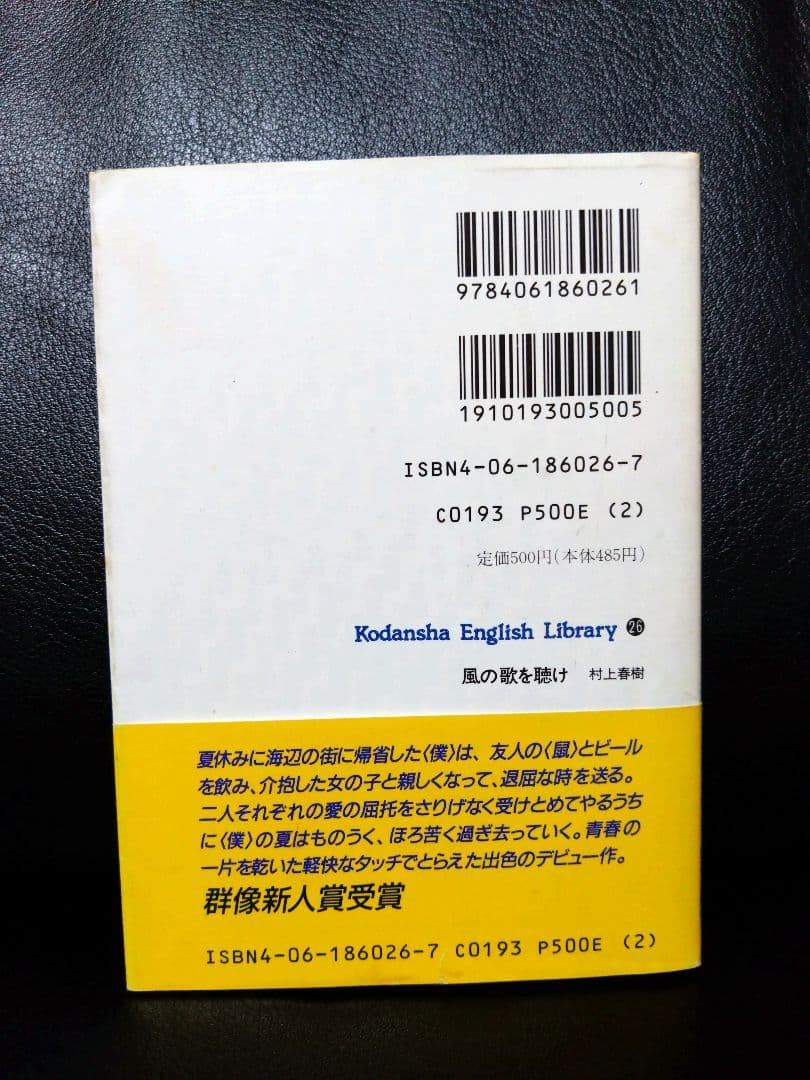 9784061860261
1910193005005
ISBN4-06-186026-7
C0193 P500E (2)
定価500円(本体485円)
Kodansha English Library 26
風の歌を聴け 村上春樹
夏休みに海辺の街に帰省した〈僕〉は、友人の〈鼠〉とビール
を飲み、介抱した女の子と親しくなって、退屈な時を送る。
二人それぞれの愛の屈托をさりげなく受けとめてやるうち
に〈僕〉の夏はものうく、ほろ苦く過ぎ去っていく。青春の
一片を乾いた軽快なタッチでとらえた出色のデビュー作。
群像新人賞受賞
ISBN4-06-186026-7 C0193 P500E (2)